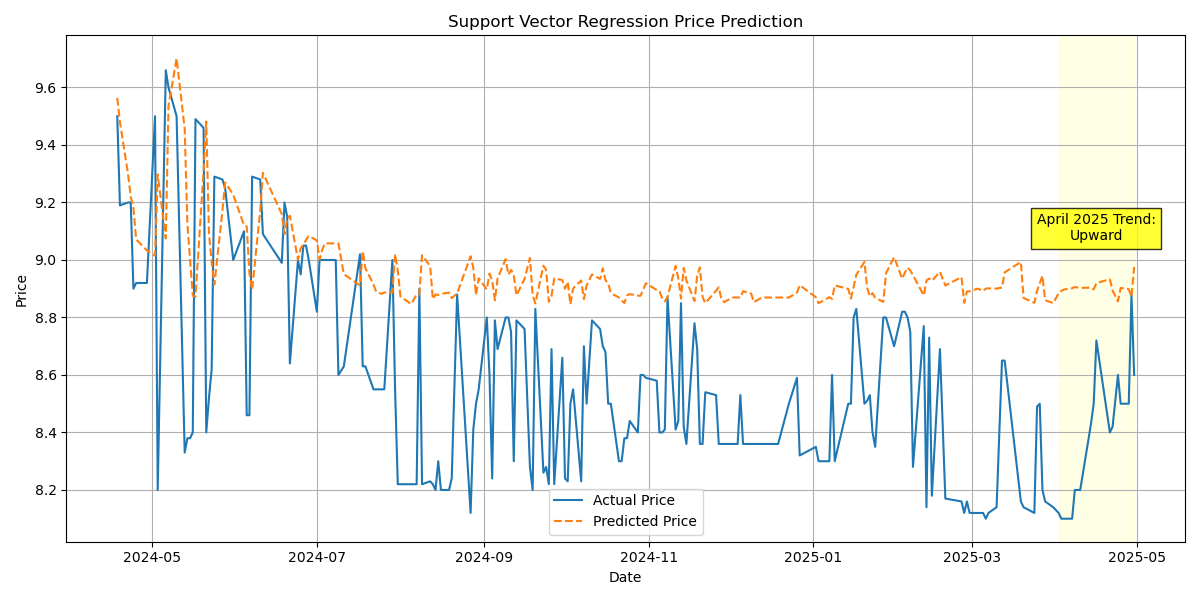 Support Vector Regression Price Prediction
9.6
9.4
9.2
9.0
8.8
8.6
8.4
8.2
Price
April 2025 Trend:
Upward
Actual Price
Predicted Price
2024-05
2024-07
2024-09
2024-11
2025-01
2025-03
2025-05
Date